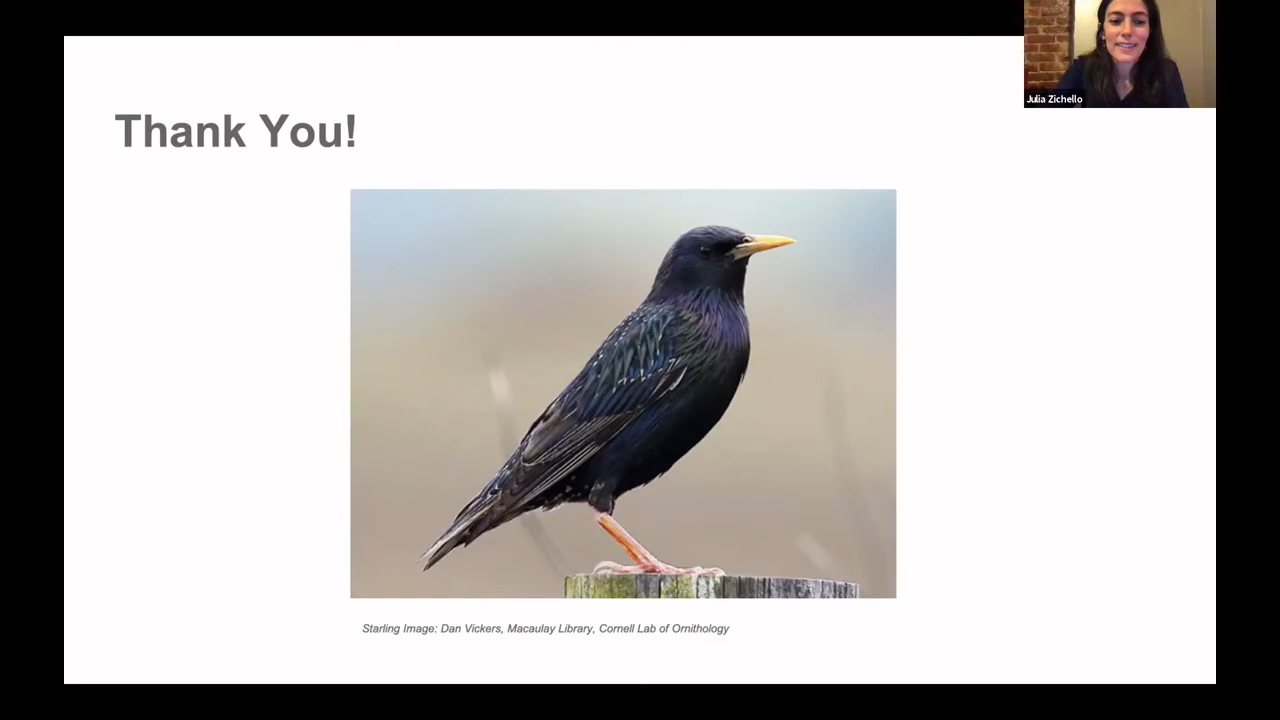 Julia Zichello
Thank You!
Starling Image: Dan Vickers, Macaulay Library, Cornell Lab of Ornithology